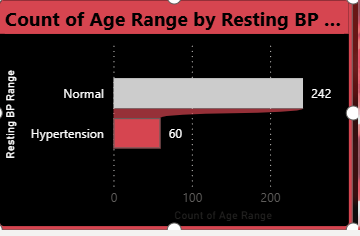 Count of Age Range by Resting BP ...
Resting BP Range
Normal
242
Hypertension
60
0
100
200
Count of Age Range